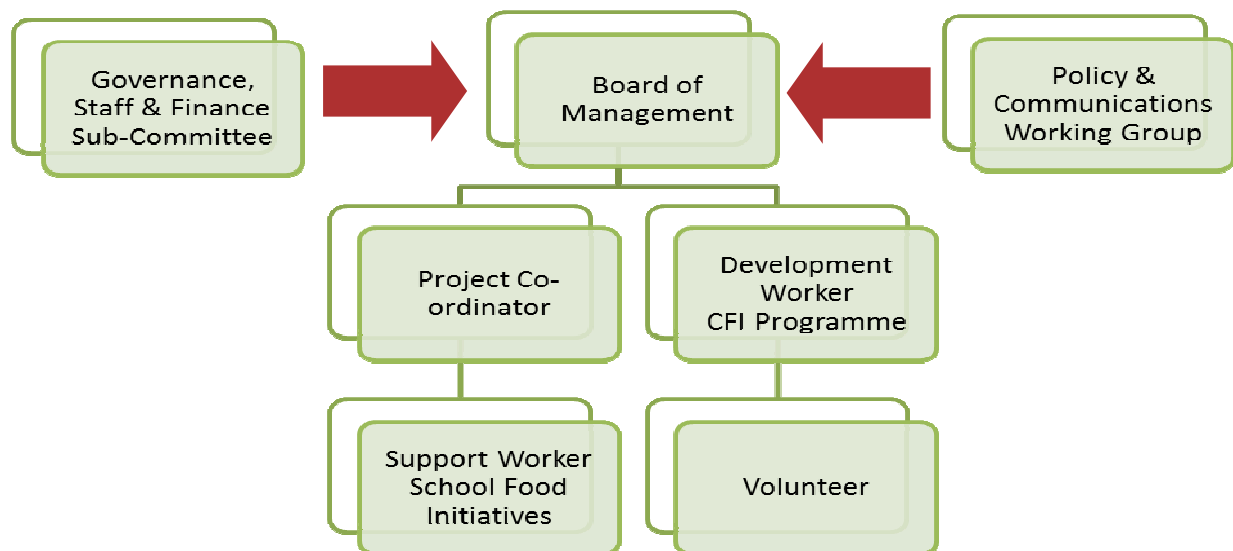 Governance,
Staff & Finance
Sub-Committee
Board of
Management
Policy &
Communications
Working Group
Project Co-
ordinator
Development
Worker
CFI Programme
Support Worker
School Food
Initiatives
Volunteer